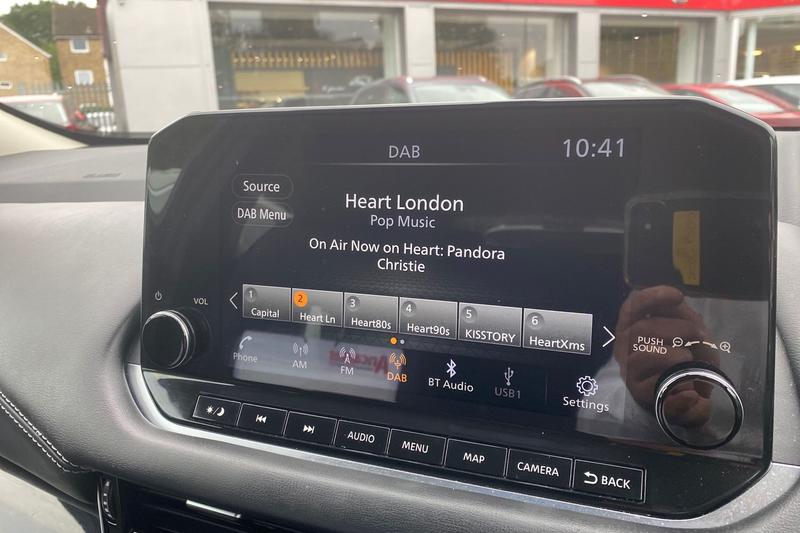 DAB
10:41
Source
DAB Menu
Heart London
Pop Music
On Air Now on Heart: Pandora
Christie
1 Capital
2 Heart Ln
3 Heart80s
4 Heart90s
5 KISSTORY
6 HeartXms
VOL
PUSH
SOUND
Phone
AM
A
FM
DAB
BT Audio
USB1
Settings
AUDIO
MENU
MAP
CAMERA
BACK